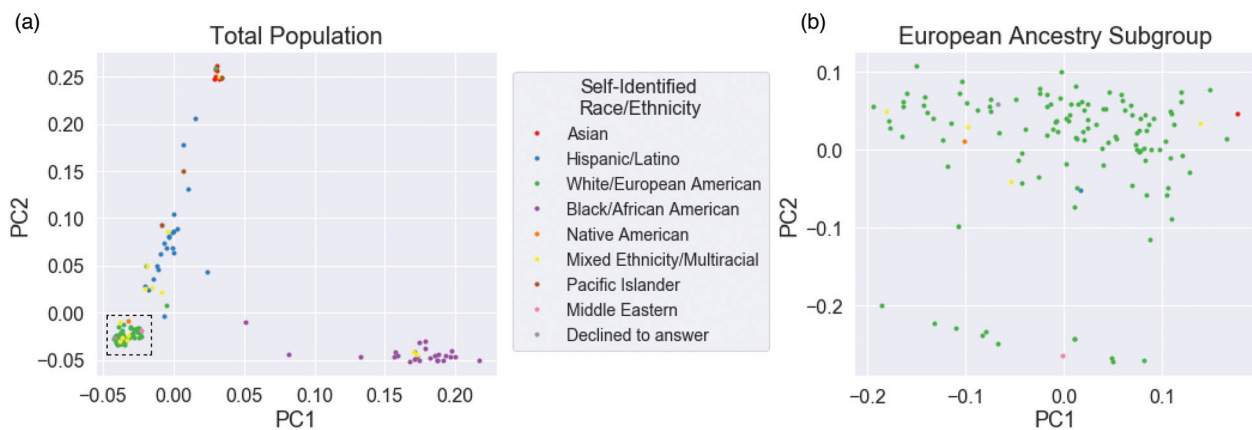 (a)
Total Population
0.25
0.20
0.15
0.10
0.05
0.00
−0.05
PC2
−0.05
0.00
0.05
0.10
0.15
0.20
PC1
Self-Identified
Race/Ethnicity
Asian
Hispanic/Latino
White/European American
Black/African American
Native American
Mixed Ethnicity/Multiracial
Pacific Islander
Middle Eastern
Declined to answer
(b)
European Ancestry Subgroup
0.1
0.0
−0.1
−0.2
PC2
−0.2
−0.1
0.0
0.1
PC1